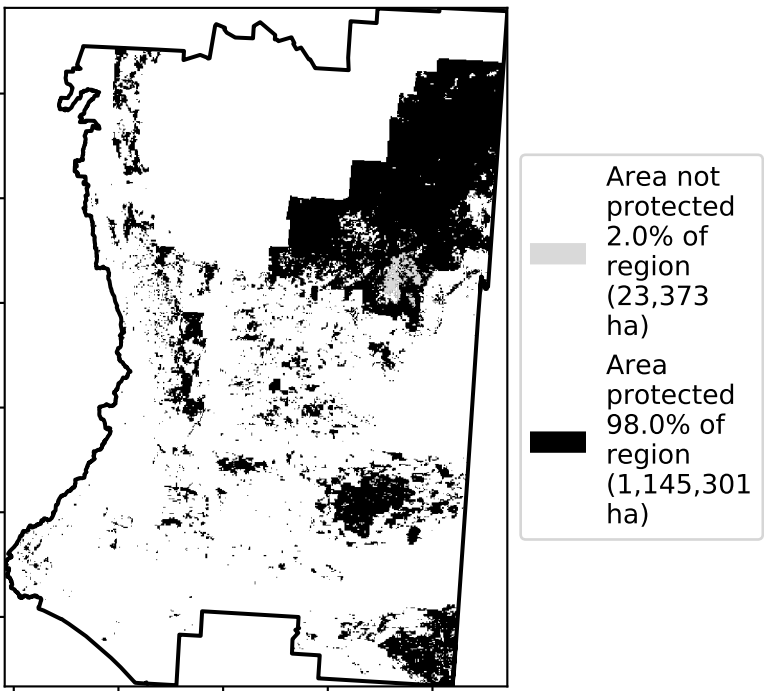 Area not
protected
2.0% of
region
(23,373
ha)
Area
protected
98.0% of
region
(1,145,301
ha)